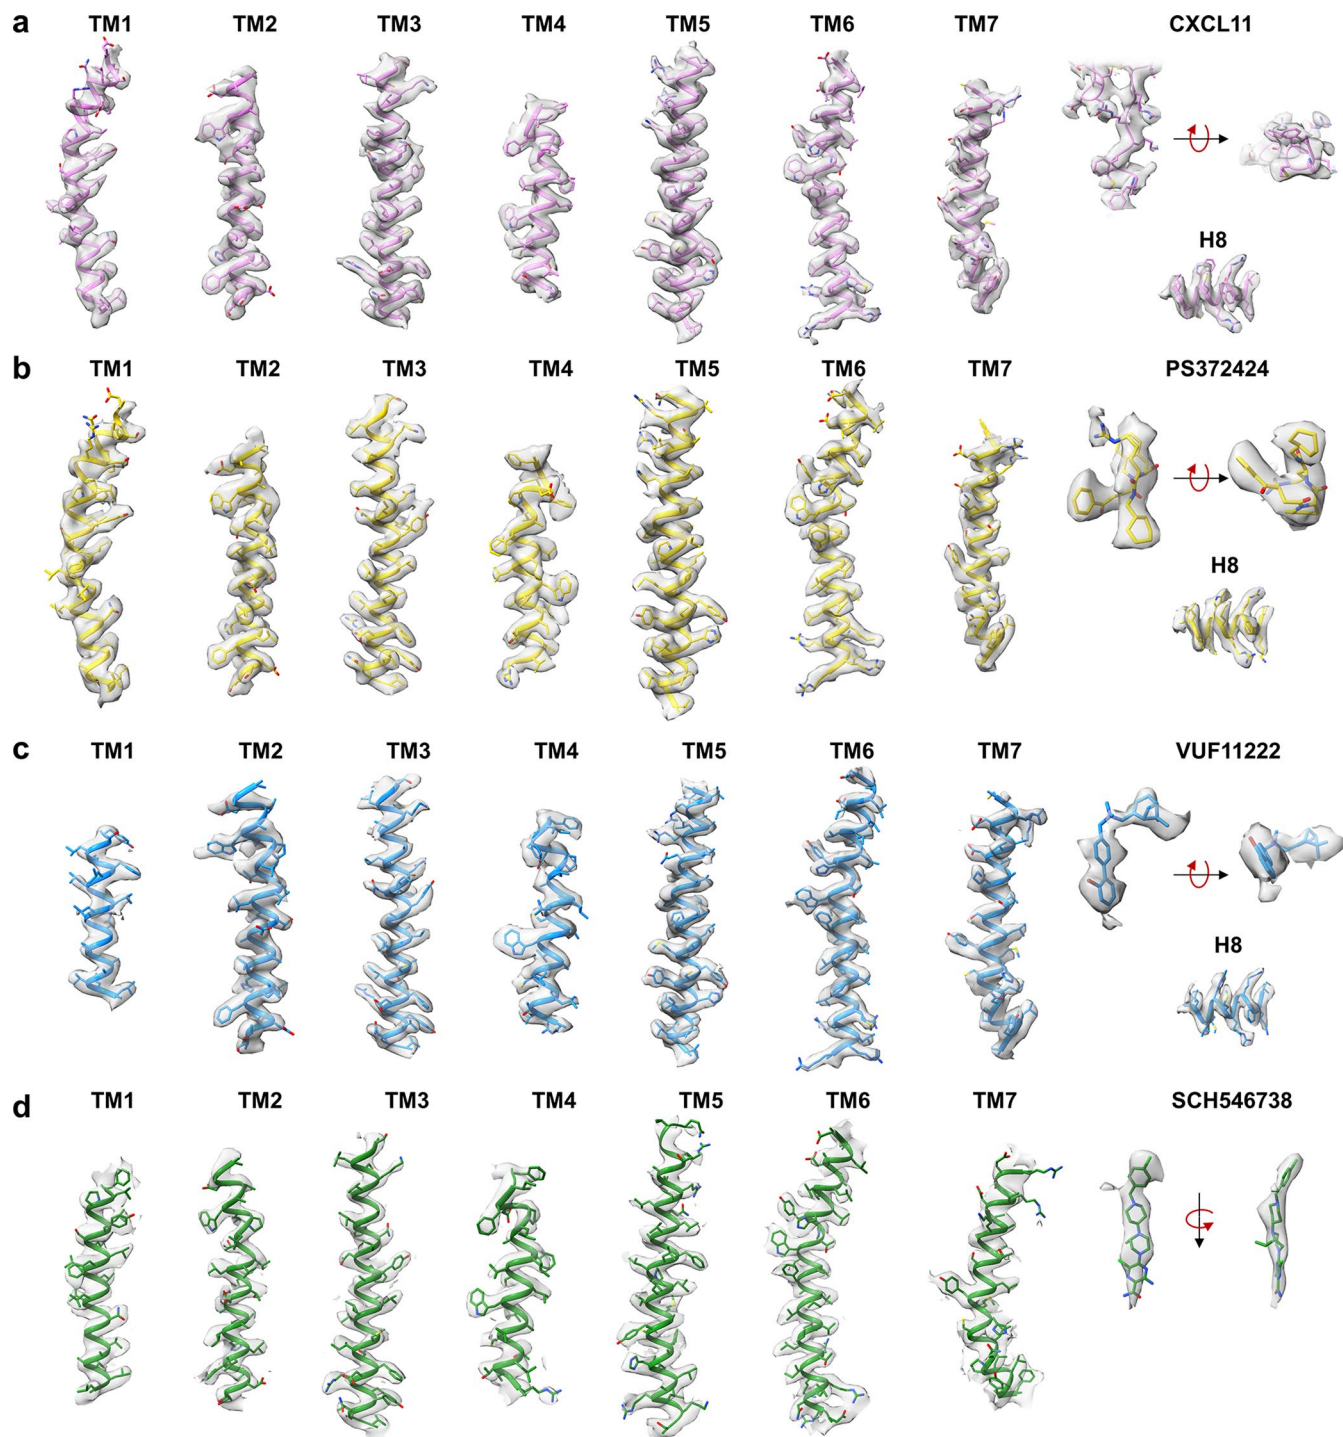 a TM1 TM2 TM3 TM4 TM5 TM6 TM7 CXCL11
H8
b TM1 TM2 TM3 TM4 TM5 TM6 TM7 PS372424
H8
c TM1 TM2 TM3 TM4 TM5 TM6 TM7 VUF11222
H8
d TM1 TM2 TM3 TM4 TM5 TM6 TM7 SCH546738